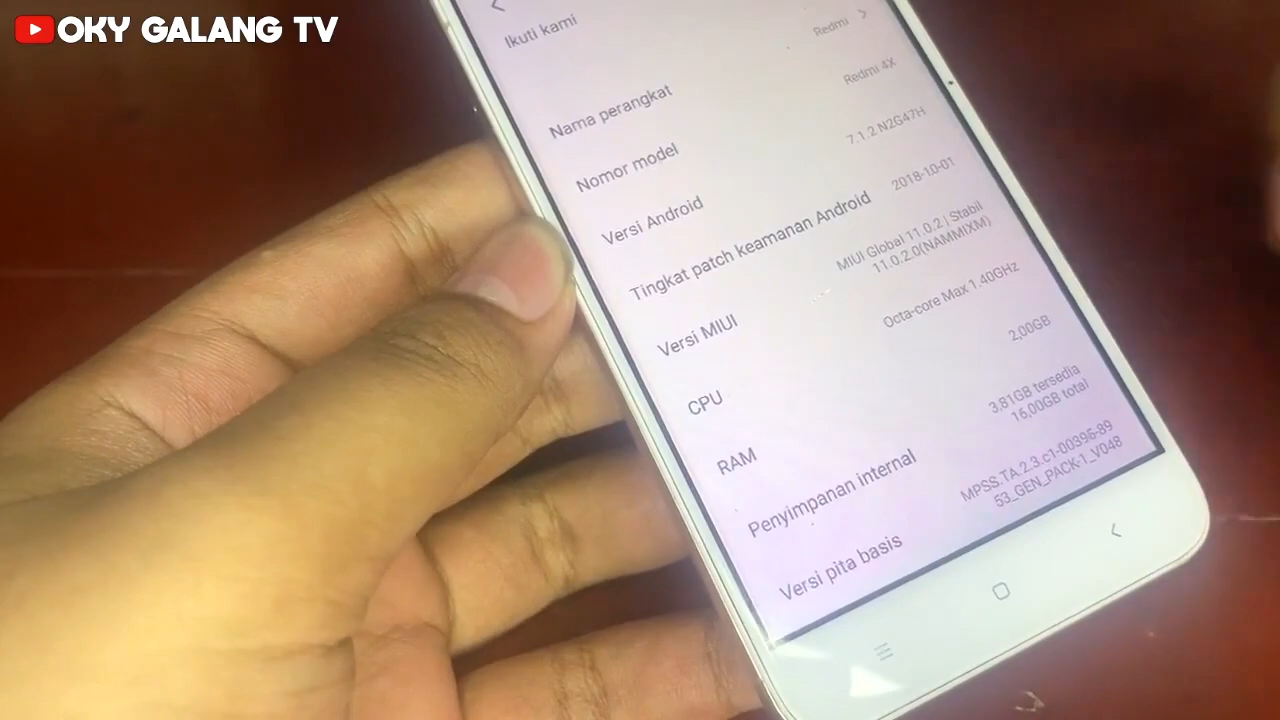 OKY GALANG TV
Ikuti kami
Nama perangkat Redmi
Nomor model Redmi 4X
Versi Android 7.1.2 N2G47H
Tingkat patch keamanan Android 2018-10-01
Versi MIUI MIUI Global 11.0.2 | Stabil
11.0.2.0(NAMMIXM)
CPU Octa-core Max 1.40GHz
RAM 2,00GB
Penyimpanan internal 3,81GB tersedia
16,00GB total
Versi pita basis MPSS.TA.2.3.c1-00396-89
53_GEN_PACK-1_V048